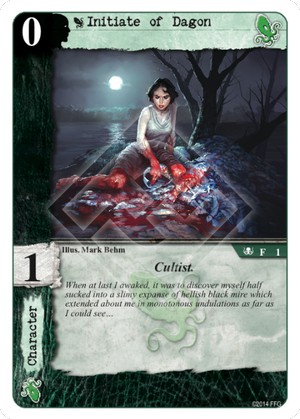 0
Initiate of Dagon
Illus. Mark Behm
F 1
1
Cultist.
When at last I awaked, it was to discover myself half
sucked into a slimy expanse of hellish black mire which
extended about me in monotonous undulations as far as
I could see...
Character
©2014 FFG